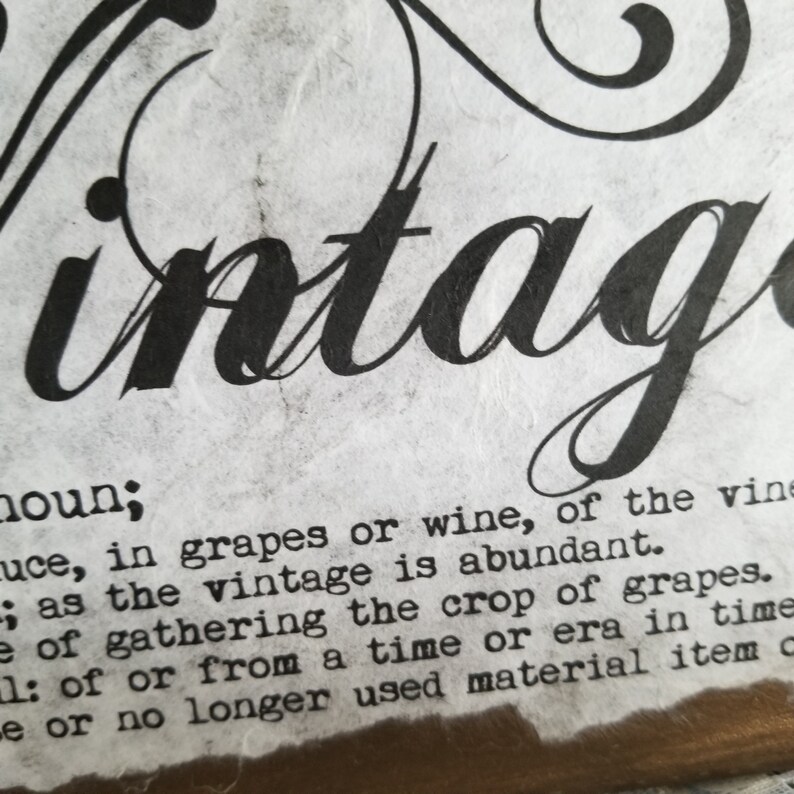 Vintage
noun;
uce, in grapes or wine, of the vine
; as the vintage is abundant.
e of gathering the crop of grapes.
l: of or from a time or era in time
e or no longer used material item